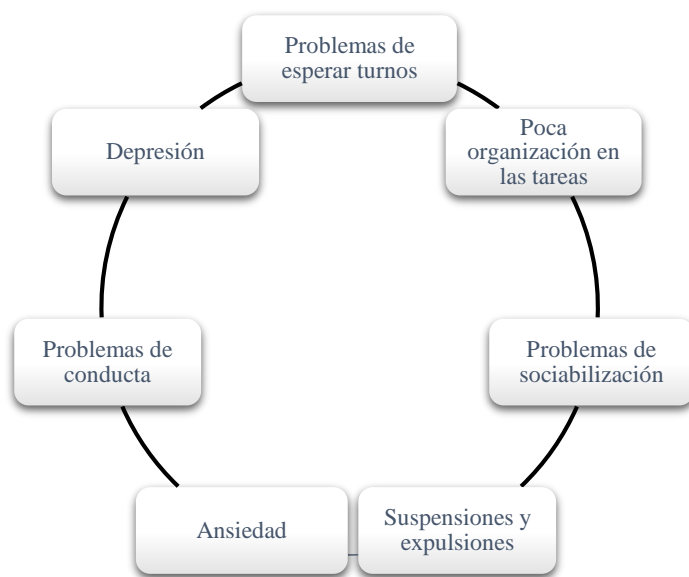 Problemas de
esperar turnos
Poca
organización en
las tareas
Problemas de
sociabilización
Suspensiones y
expulsiones
Ansiedad
Problemas de
conducta
Depresión